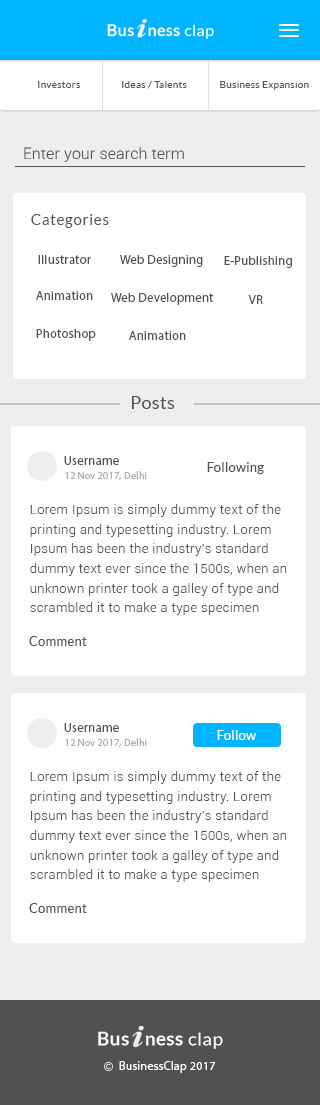 Business clap
Investors
Ideas / Talents
Business Expansion
Enter your search term
Categories
Illustrator
Web Designing
E-Publishing
Animation
Web Development
VR
Photoshop
Animation
Posts
Username
12 Nov 2017, Delhi
Following
Lorem Ipsum is simply dummy text of the
printing and typesetting industry. Lorem
Ipsum has been the industry's standard
dummy text ever since the 1500s, when an
unknown printer took a galley of type and
scrambled it to make a type specimen
Comment
Username
12 Nov 2017, Delhi
Follow
Lorem Ipsum is simply dummy text of the
printing and typesetting industry. Lorem
Ipsum has been the industry's standard
dummy text ever since the 1500s, when an
unknown printer took a galley of type and
scrambled it to make a type specimen
Comment
Business clap
© BusinessClap 2017